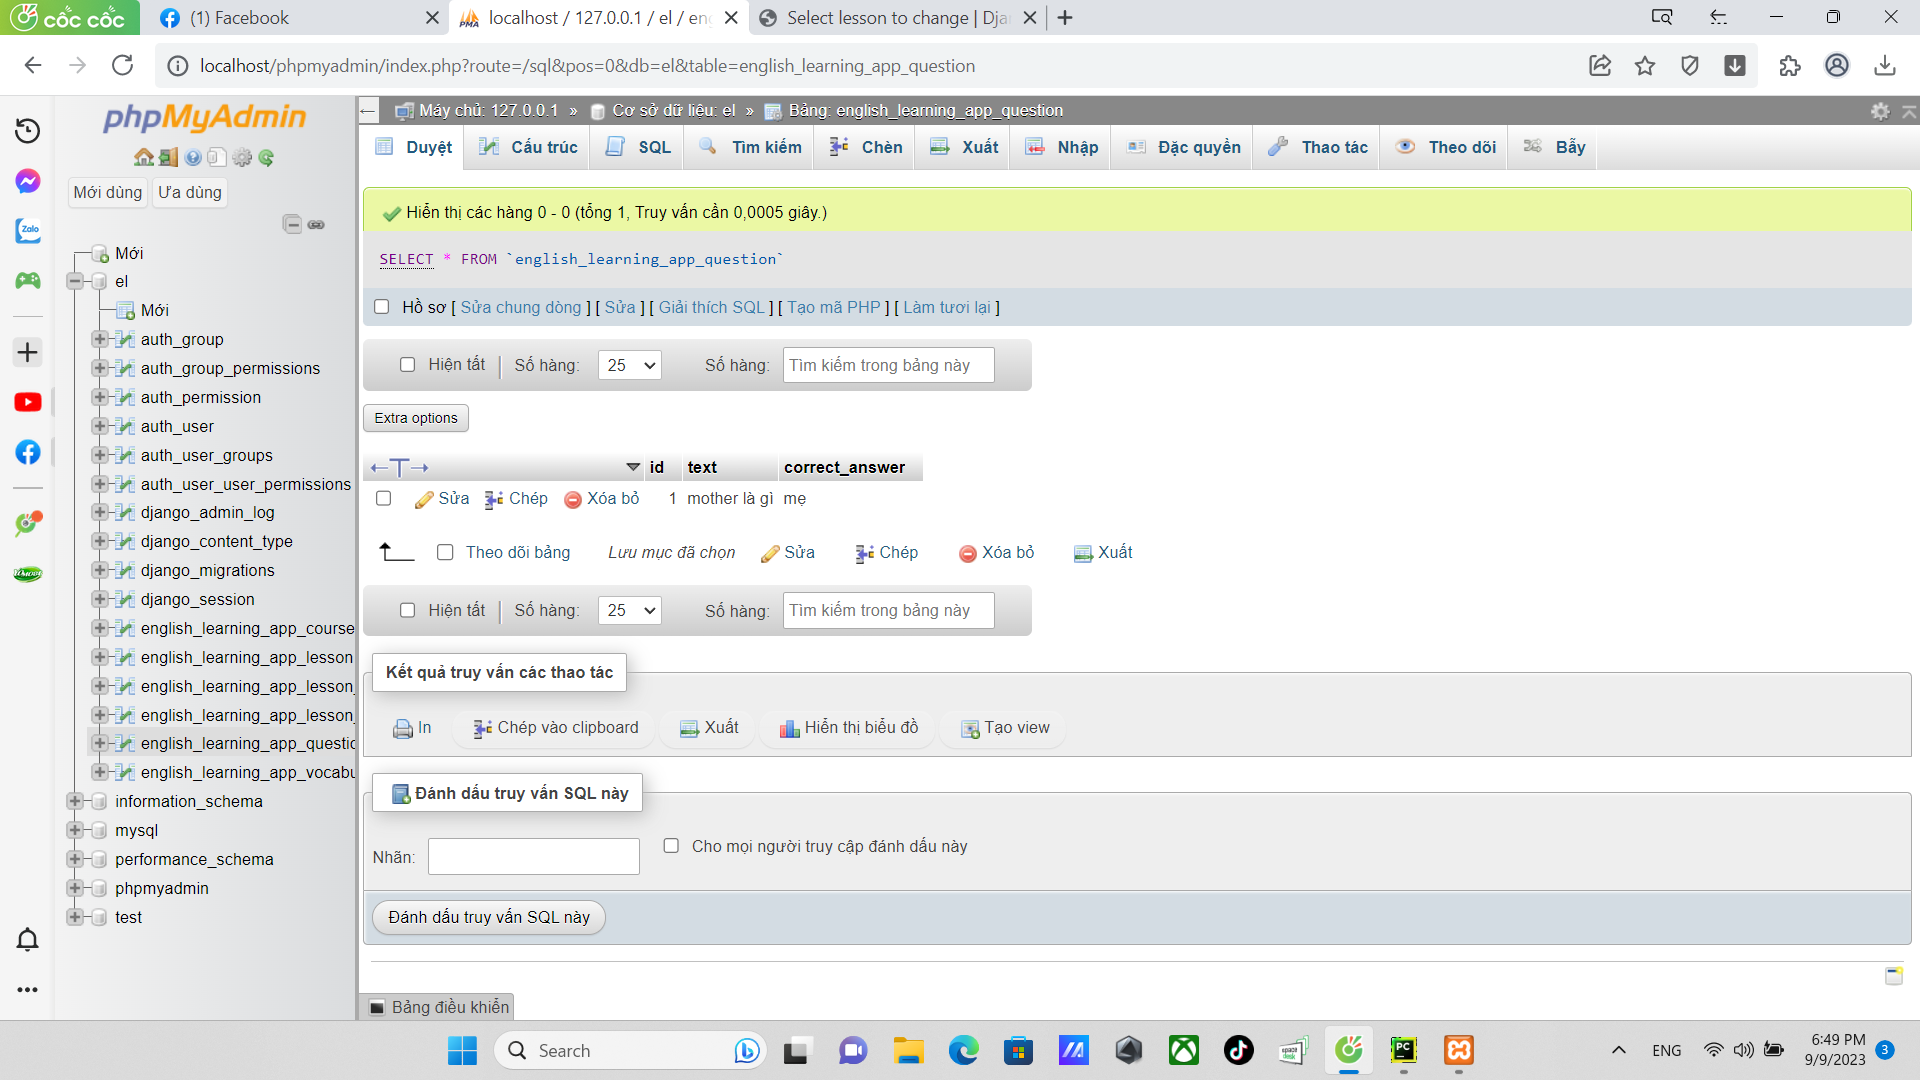 cốc cốc
(1) Facebook
localhost / 127.0.0.1 / el / eng
Select lesson to change | Dja
localhost/phpmyadmin/index.php?route=/sql&pos=0&db=el&table=english_learning_app_question
phpMyAdmin
Mới dùng
Ưa dùng
Mới
el
Mới
auth_group
auth_group_permissions
auth_permission
auth_user
auth_user_groups
auth_user_user_permissions
django_admin_log
django_content_type
django_migrations
django_session
english_learning_app_course
english_learning_app_lesson
english_learning_app_lesson_
english_learning_app_lesson_
english_learning_app_questio
english_learning_app_vocabu
information_schema
mysql
performance_schema
phpmyadmin
test
Zalo
Máy chủ: 127.0.0.1 » Cơ sở dữ liệu: el » Bảng: english_learning_app_question
Duyệt Cấu trúc SQL Tìm kiếm Chèn Xuất Nhập Đặc quyền Thao tác Theo dõi Bẫy
Hiển thị các hàng 0 - 0 (tổng 1, Truy vấn cần 0,0005 giây.)
SELECT * FROM `english_learning_app_question`
Hồ sơ [ Sửa chung dòng ] [ Sửa ] [ Giải thích SQL ] [ Tạo mã PHP ] [ Làm tươi lại ]
Hiện tất | Số hàng: 25 Số hàng: Tìm kiếm trong bảng này
Extra options
←T→ id text correct_answer
Sửa Chép Xóa bỏ 1 mother là gì mẹ
Theo dõi bảng Lưu mục đã chọn Sửa Chép Xóa bỏ Xuất
Hiện tất | Số hàng: 25 Số hàng: Tìm kiếm trong bảng này
Kết quả truy vấn các thao tác
In Chép vào clipboard Xuất Hiển thị biểu đồ Tạo view
Đánh dấu truy vấn SQL này
Nhãn: Cho mọi người truy cập đánh dấu này
Đánh dấu truy vấn SQL này
Bảng điều khiển
Search
space desk
PC
ENG
6:49 PM
9/9/2023
3